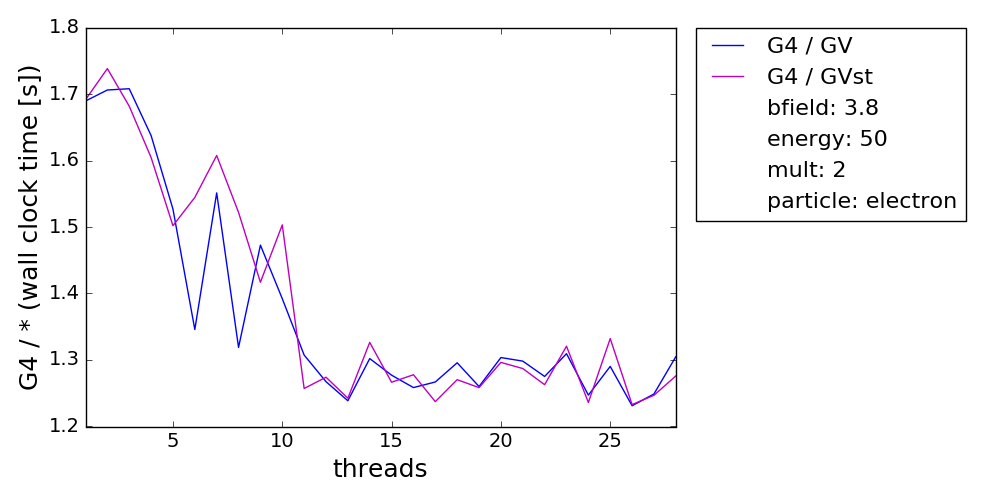 1.8
1.7
1.6
1.5
1.4
1.3
1.2
G4 / * (wall clock time [s])
5 10 15 20 25
threads
G4 / GV
G4 / GVst
bfield: 3.8
energy: 50
mult: 2
particle: electron